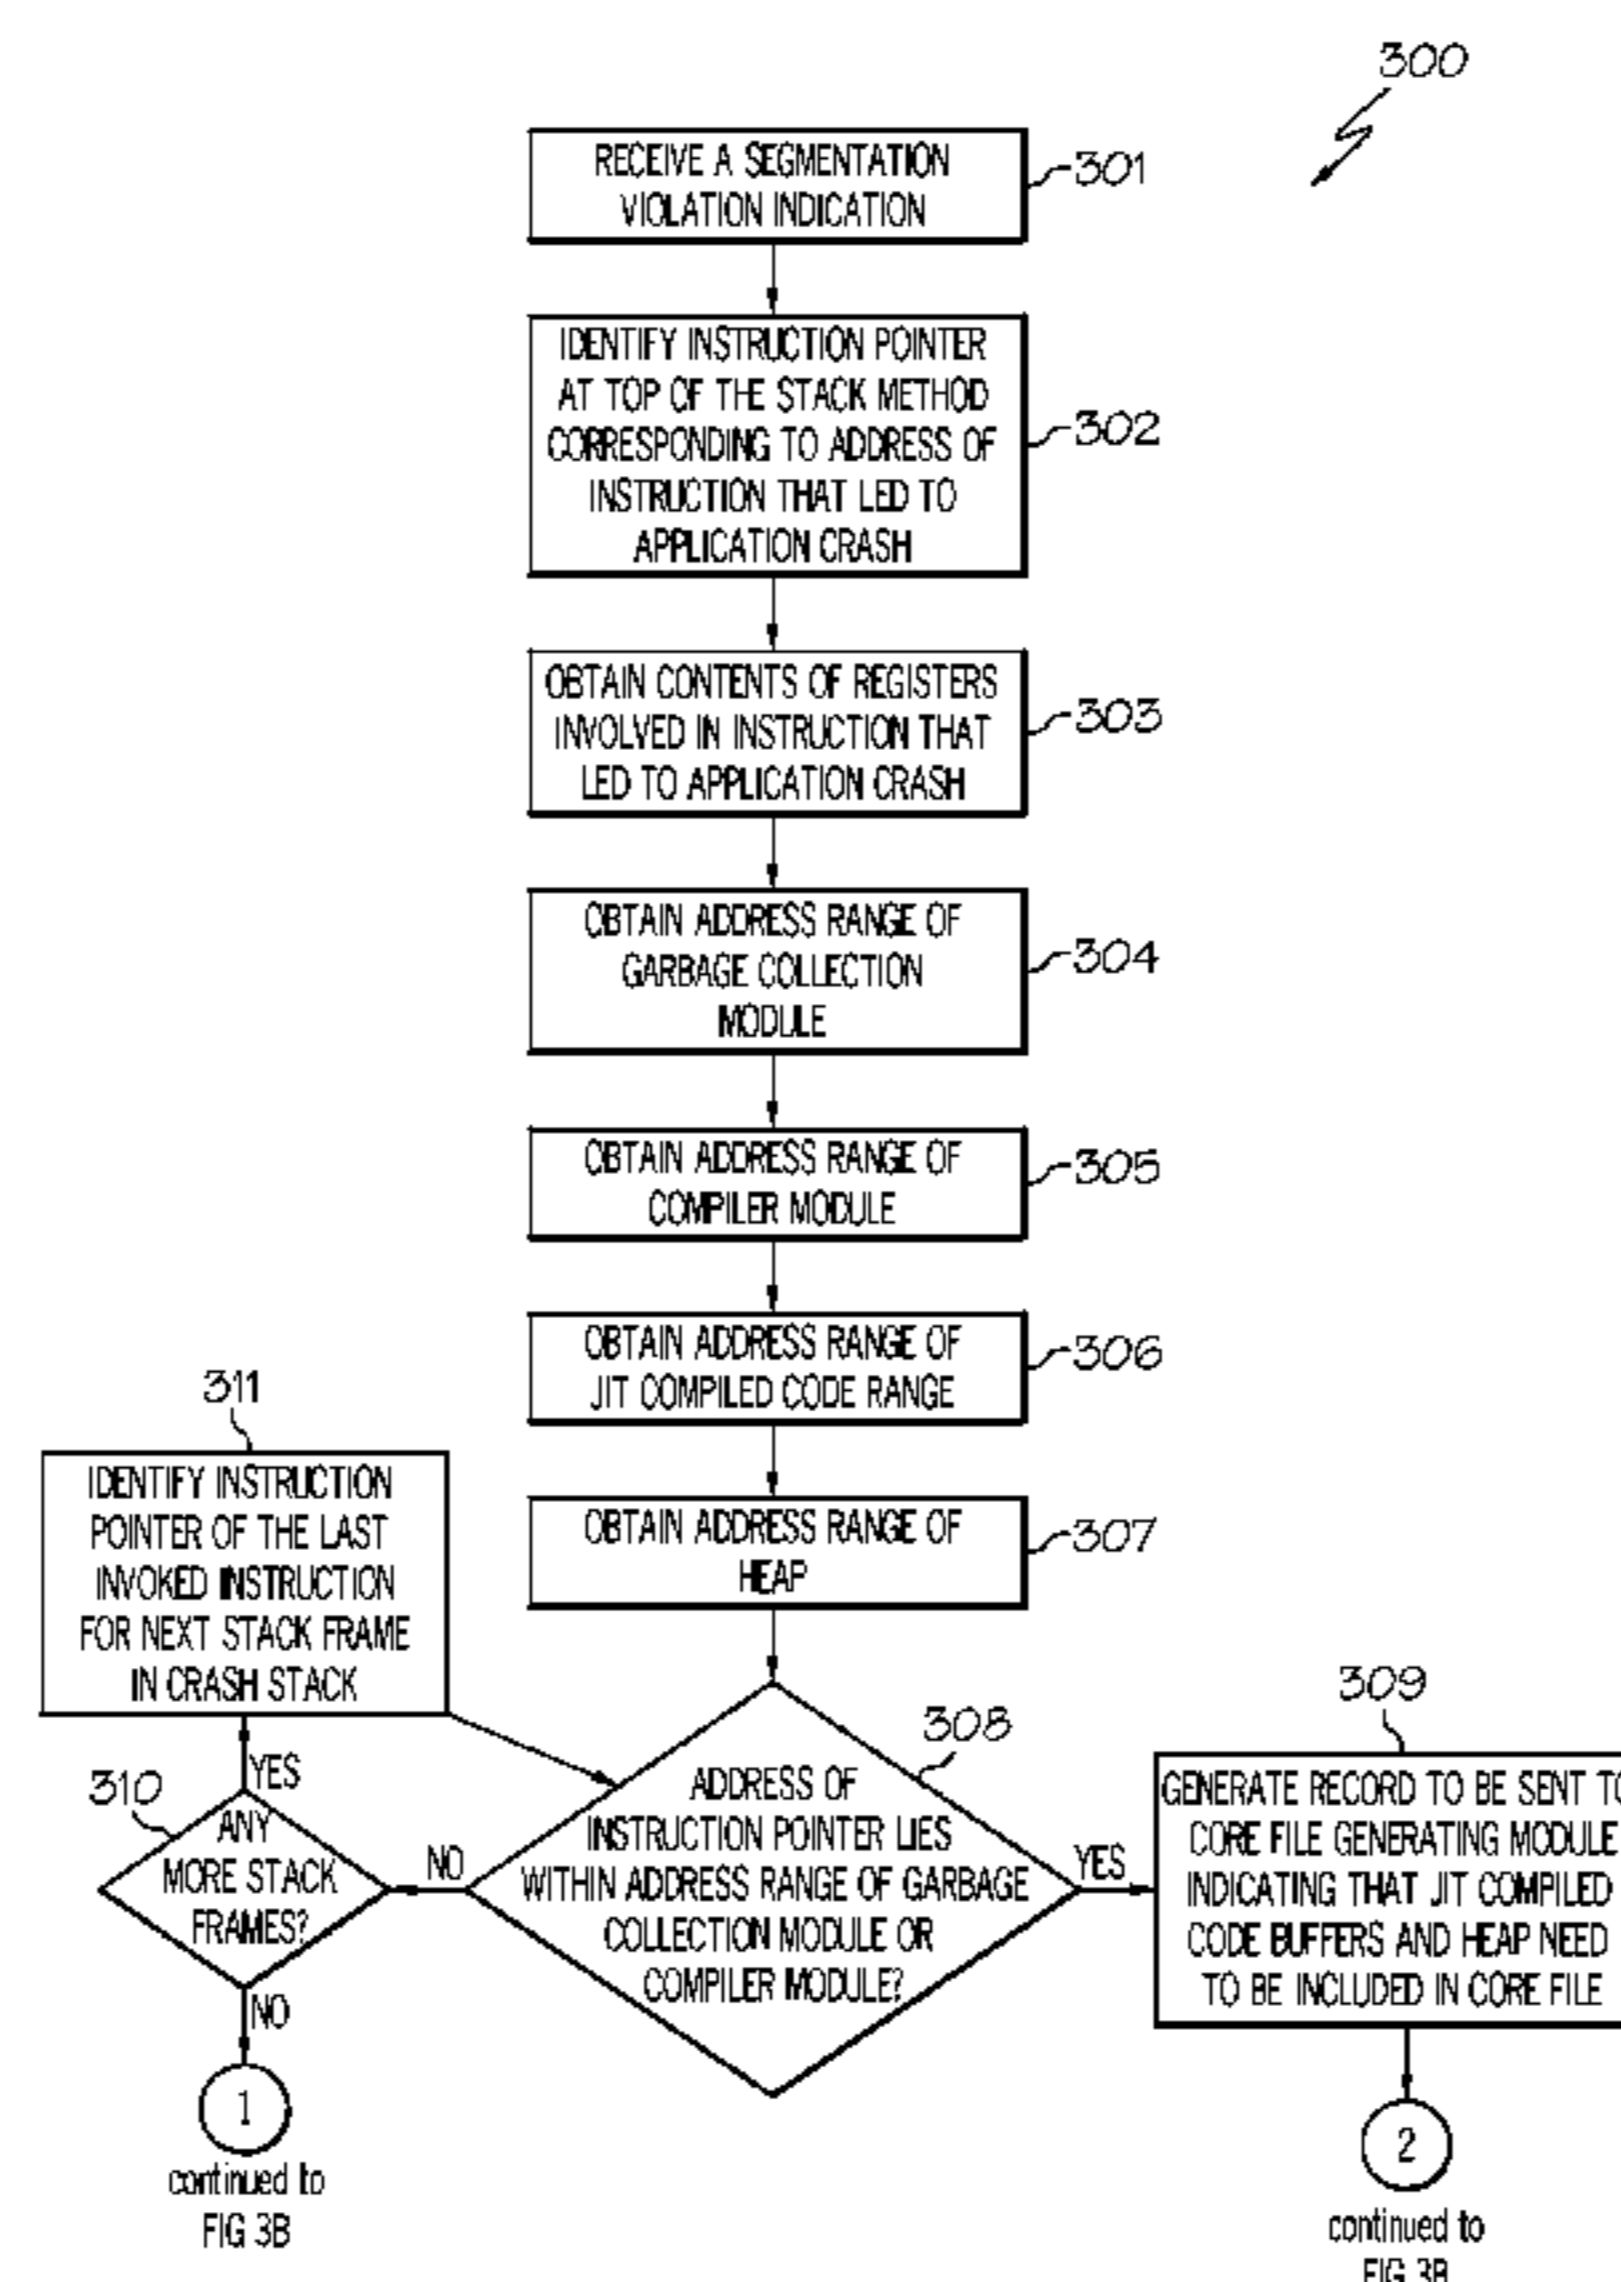 300
RECEIVE A SEGMENTATION
VIOLATION INDICATION
301
IDENTIFY INSTRUCTION POINTER
AT TOP OF THE STACK METHOD
CORRESPONDING TO ADDRESS OF
INSTRUCTION THAT LED TO
APPLICATION CRASH
302
OBTAIN CONTENTS OF REGISTERS
INVOLVED IN INSTRUCTION THAT
LED TO APPLICATION CRASH
303
OBTAIN ADDRESS RANGE OF
GARBAGE COLLECTION
MODULE
304
OBTAIN ADDRESS RANGE OF
COMPILER MODULE
305
OBTAIN ADDRESS RANGE OF
JIT COMPILED CODE RANGE
306
OBTAIN ADDRESS RANGE OF
HEAP
307
311
IDENTIFY INSTRUCTION
POINTER OF THE LAST
INVOKED INSTRUCTION
FOR NEXT STACK FRAME
IN CRASH STACK
YES
310
ANY
MORE STACK
FRAMES?
NO
NO
1
continued to
FIG 3B
308
ADDRESS OF
INSTRUCTION POINTER LIES
WITHIN ADDRESS RANGE OF GARBAGE
COLLECTION MODULE OR
COMPILER MODULE?
YES
309
GENERATE RECORD TO BE SENT TO
CORE FILE GENERATING MODULE
INDICATING THAT JIT COMPILED
CODE BUFFERS AND HEAP NEED
TO BE INCLUDED IN CORE FILE
2
continued to
FIG 3B